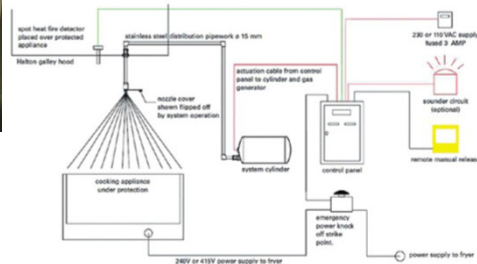 spot heat fire detector
placed over protected
appliance
Halton galley hood
stainless steel distribution pipework ø 15 mm
nozzle cover
shown flipped off
by system operation
cooking appliance
under protection
240V or 415V power supply to fryer
actuation cable from control
panel to cylinder and gas
generator
system cylinder
control panel
emergency
power knock
off strike
point.
230 or 110 VAC supply
fused 3 AMP
sounder circuit
(optional)
remote manual release
power supply to fryer